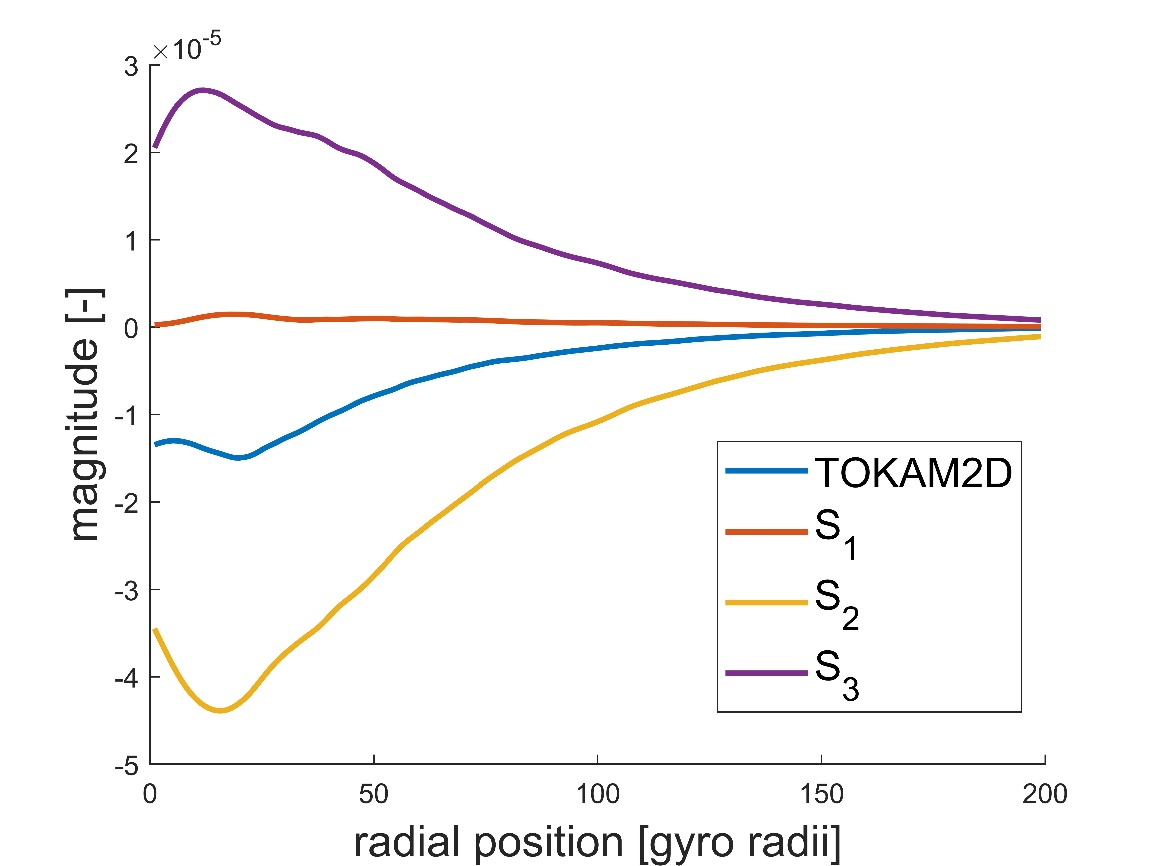 ×10-5
3
2
1
0
-1
-2
-3
-4
-5
magnitude [-]
TOKAM2D
S1
S2
S3
0 50 100 150 200
radial position [gyro radii]